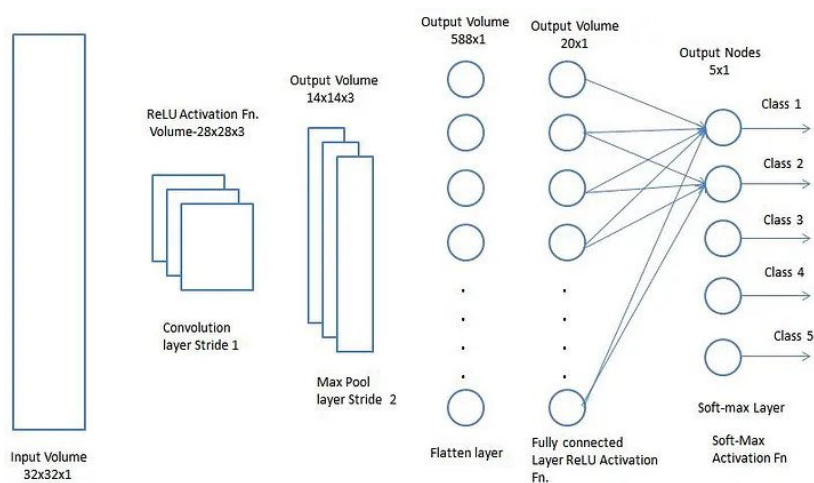 Input Volume
32x32x1
ReLU Activation Fn.
Volume-28x28x3
Convolution
layer Stride 1
Output Volume
14x14x3
Max Pool
layer Stride 2
Output Volume
588x1
Flatten layer
Output Volume
20x1
Fully connected
Layer ReLU Activation
Fn.
Output Nodes
5x1
Class 1
Class 2
Class 3
Class 4
Class 5
Soft-max Layer
Soft-Max
Activation Fn